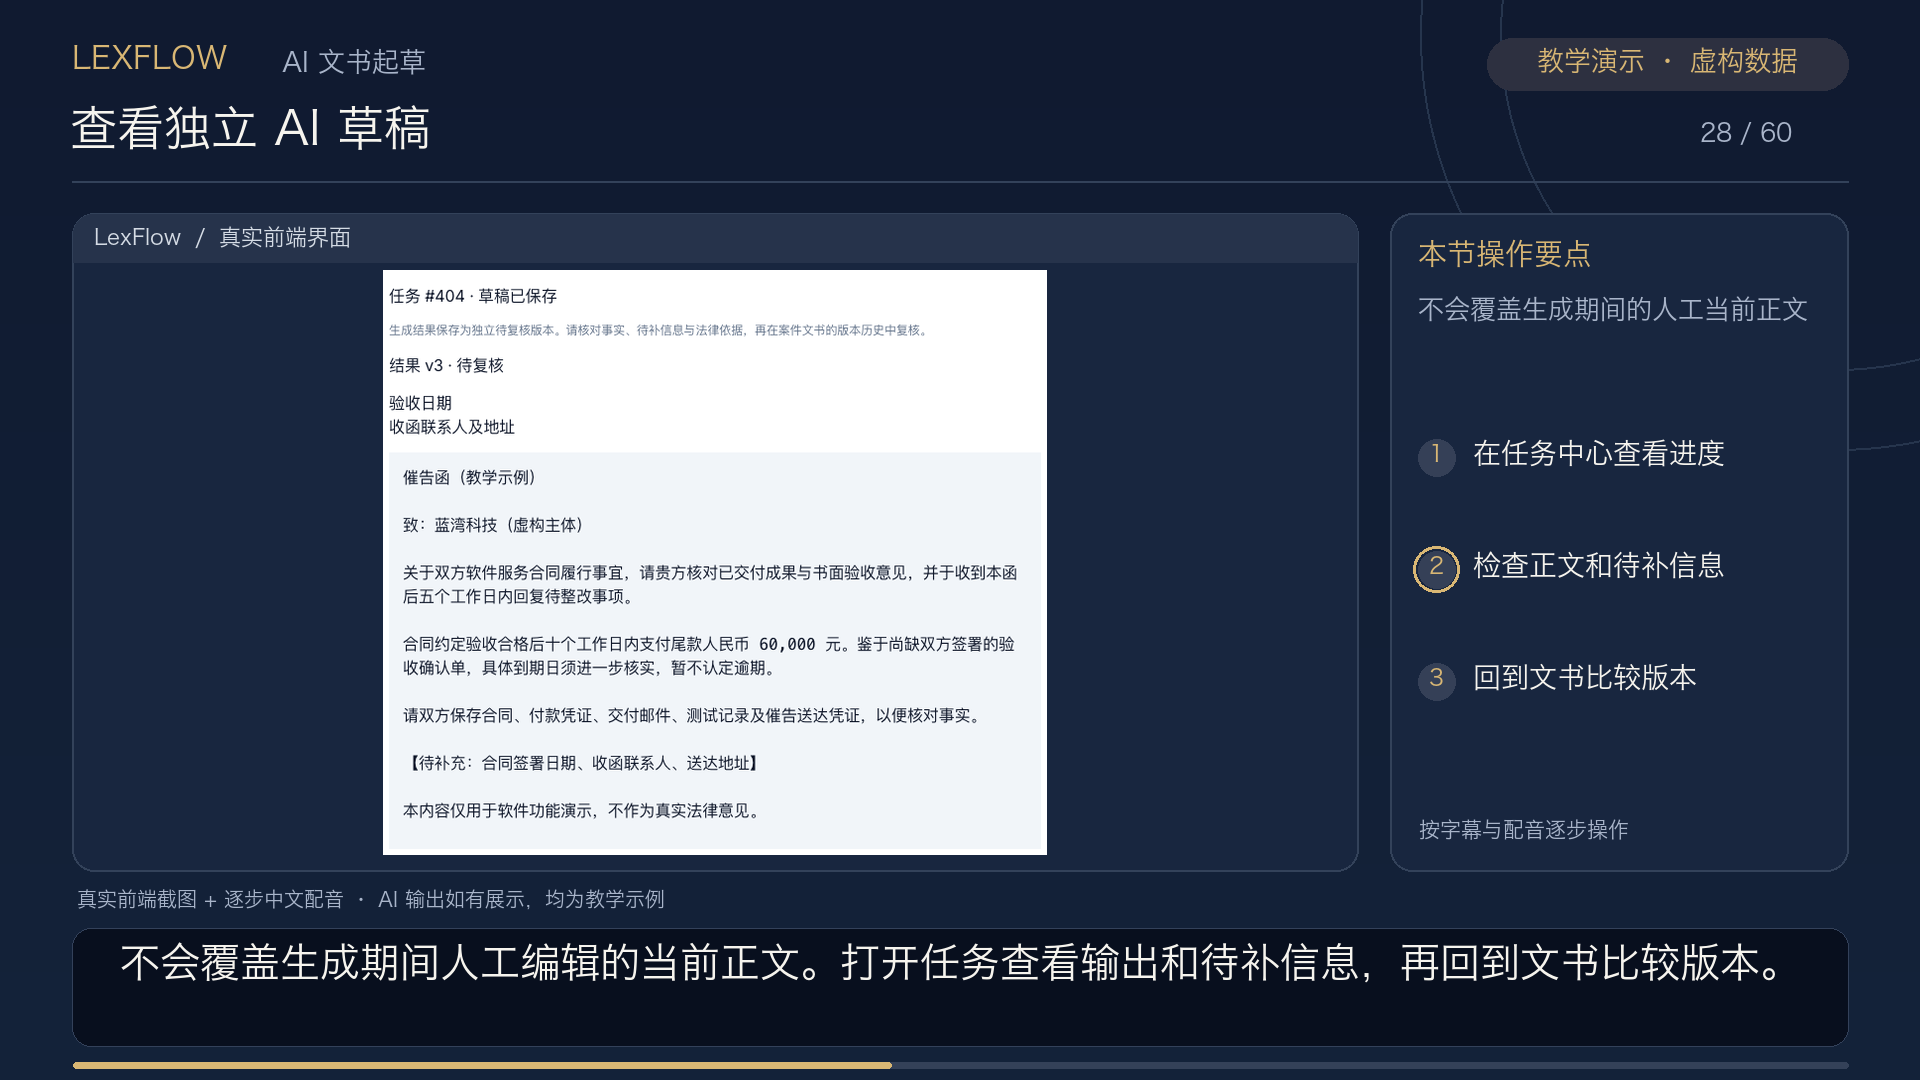 LEXFLOW AI 文书起草
教学演示 · 虚构数据
查看独立 AI 草稿
28 / 60
LexFlow / 真实前端界面
任务 #404 · 草稿已保存
生成结果保存为独立待复核版本。请核对事实、待补信息与法律依据，再在案件文书的版本历史中复核。
结果 v3 · 待复核
验收日期
收函联系人及地址
催告函（教学示例）
致：蓝湾科技（虚构主体）
关于双方软件服务合同履行事宜，请贵方核对已交付成果与书面验收意见，并于收到本函
后五个工作日内回复待整改事项。
合同约定验收合格后十个工作日内支付尾款人民币 60,000 元。鉴于尚缺双方签署的验
收确认单，具体到期日须进一步核实，暂不认定逾期。
请双方保存合同、付款凭证、交付邮件、测试记录及催告送达凭证，以便核对事实。
【待补充：合同签署日期、收函联系人、送达地址】
本内容仅用于软件功能演示，不作为真实法律意见。
本节操作要点
不会覆盖生成期间的人工当前正文
1 在任务中心查看进度
2 检查正文和待补信息
3 回到文书比较版本
按字幕与配音逐步操作
真实前端截图 + 逐步中文配音 · AI 输出如有展示，均为教学示例
不会覆盖生成期间人工编辑的当前正文。打开任务查看输出和待补信息，再回到文书比较版本。